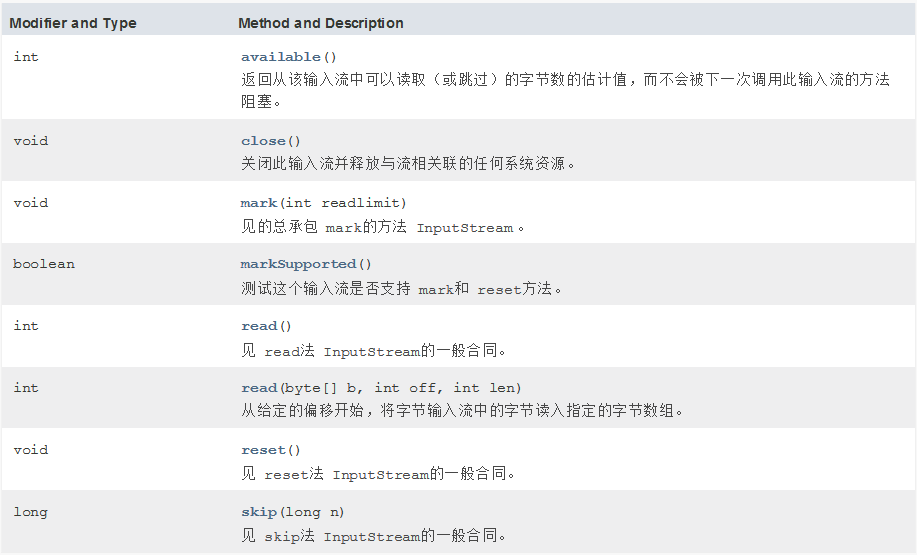 Modifier and Type Method and Description
int available()
返回从该输入流中可以读取（或跳过）的字节数的估计值，而不会被下一次调用此输入流的方法
阻塞。
void close()
关闭此输入流并释放与流相关联的任何系统资源。
void mark(int readlimit)
见的总承包 mark的方法 InputStream 。
boolean markSupported()
测试这个输入流是否支持 mark和 reset方法。
int read()
见 read法 InputStream的一般合同。
int read(byte[] b, int off, int len)
从给定的偏移开始，将字节输入流中的字节读入指定的字节数组。
void reset()
见 reset法 InputStream的一般合同。
long skip(long n)
见 skip法 InputStream的一般合同。